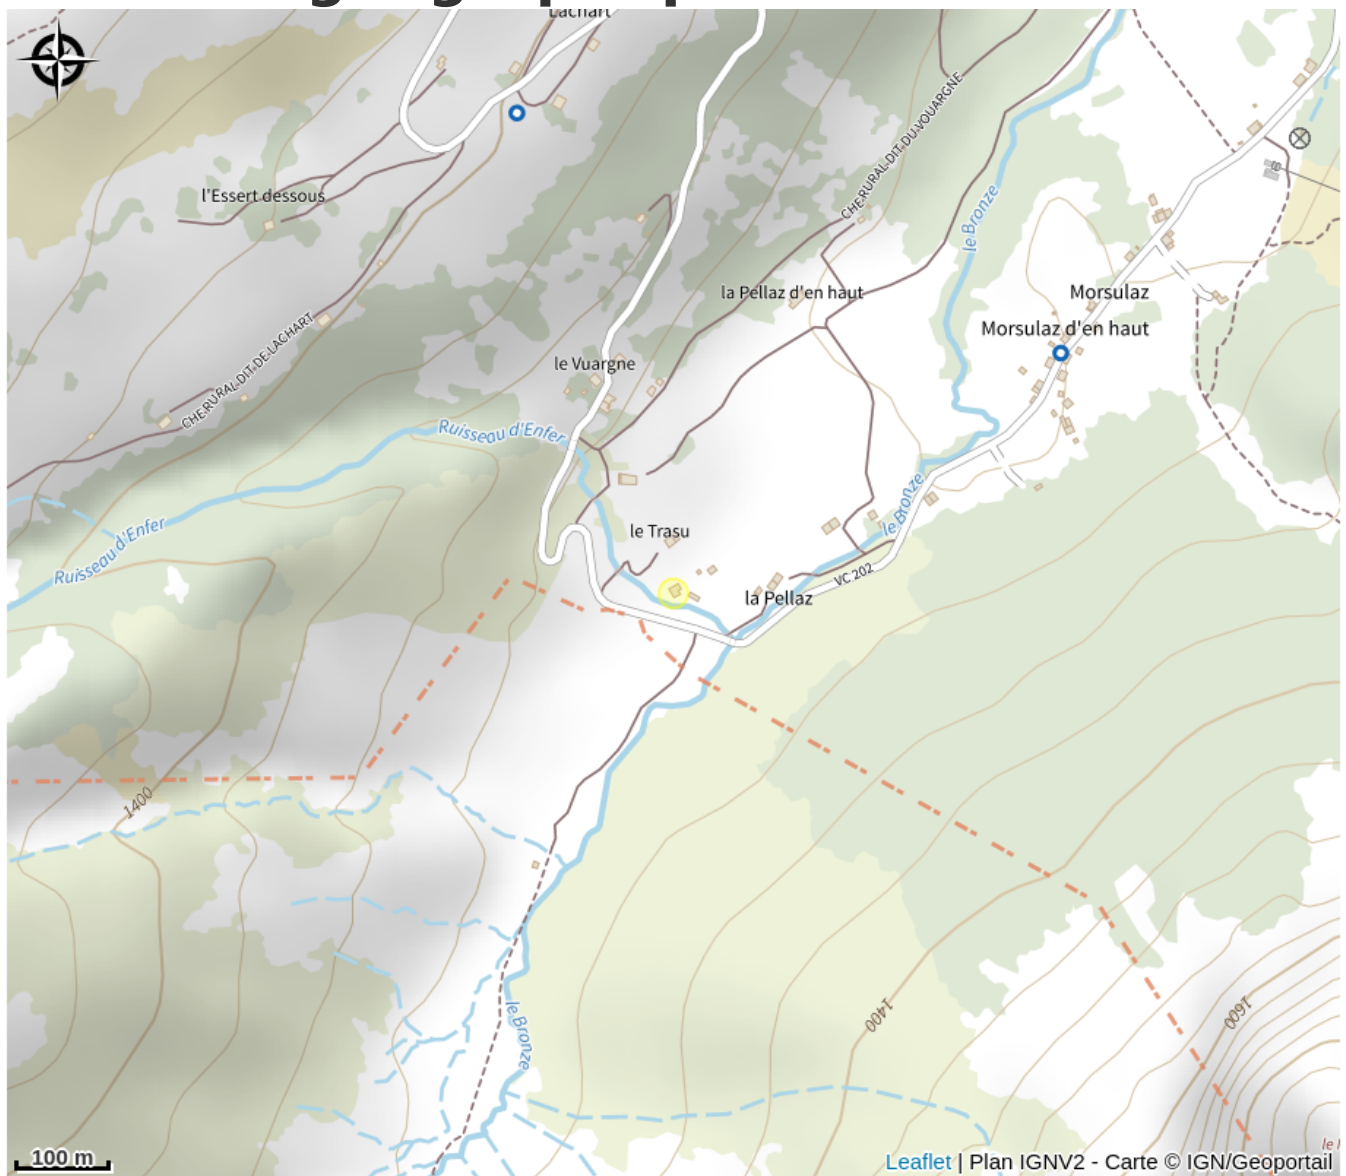 Lachart
CHE RURAL DIT DU VOUARGNE
l'Essert dessous
le Bronze
la Pellaz d'en haut
Morsulaz
Morsulaz d'en haut
CHE RURAL DIT DE LACHART
le Vuargne
Ruisseau d'Enfer
le Bronze
le Trasu
Ruisseau d'Enfer
VC 202
la Pellaz
1400
1400
1600
le Bronze
100 m
Leaflet | Plan IGNV2 - Carte © IGN/Geoportail